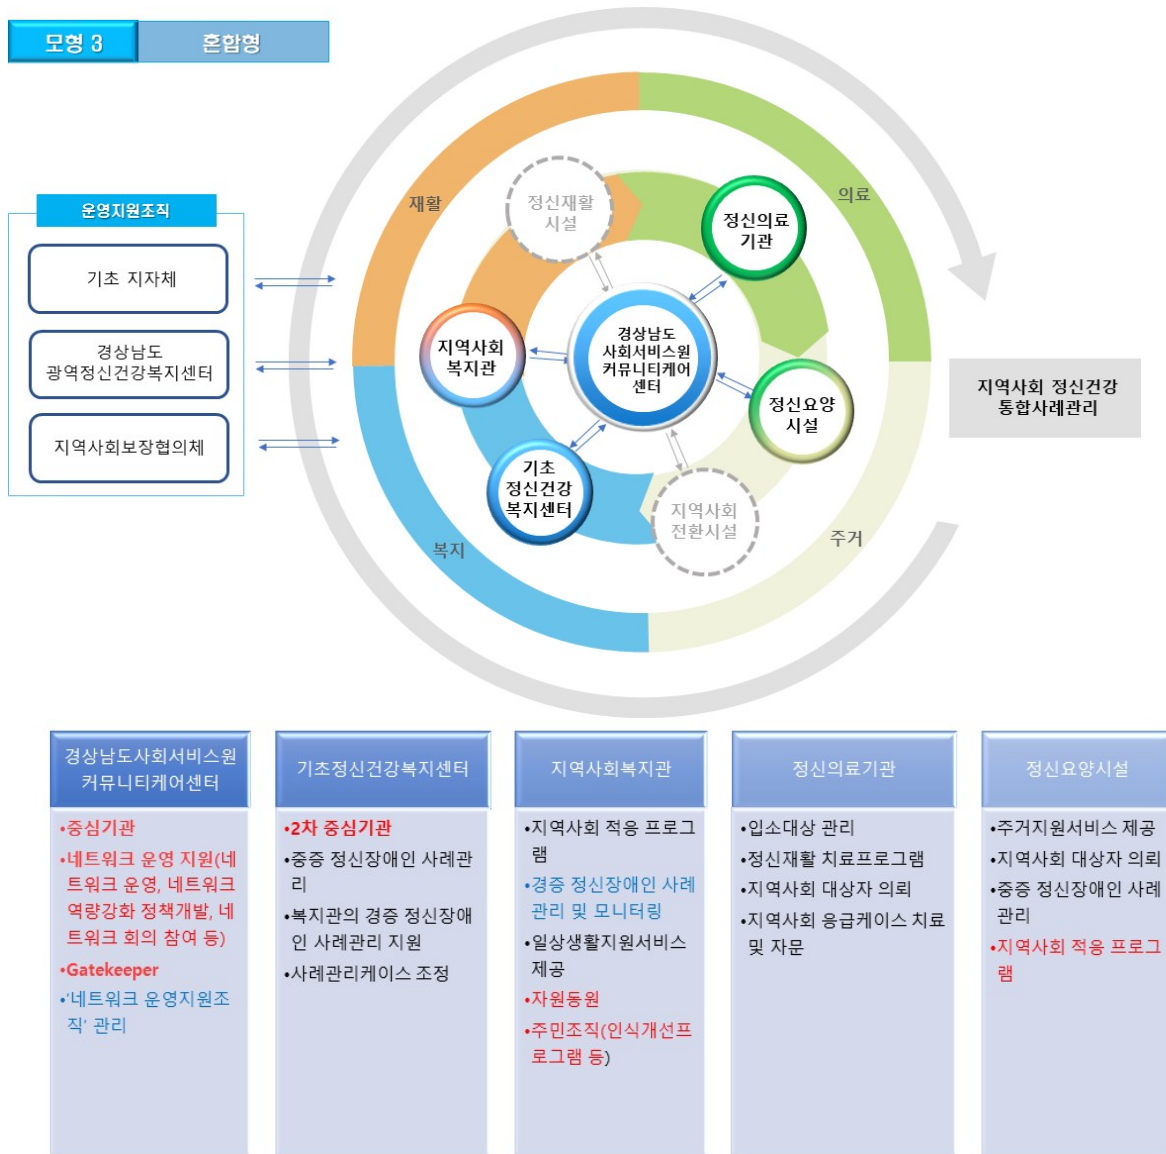 모형 3
혼합형
운영지원조직
기초 지자체
경상남도
광역정신건강복지센터
지역사회보장협의체
재활
의료
복지
주거
정신재활
시설
정신의료
기관
지역사회
복지관
경상남도
사회서비스원
커뮤니티케어
센터
정신요양
시설
기초
정신건강
복지센터
지역사회
전환시설
지역사회 정신건강
통합사례관리
경상남도사회서비스원
커뮤니티케어센터
•중심기관
•네트워크 운영 지원(네
트워크 운영, 네트워크
역량강화 정책개발, 네
트워크 회의 참여 등)
•Gatekeeper
•'네트워크 운영지원조
직' 관리
기초정신건강복지센터
•2차 중심기관
•중증 정신장애인 사례관
리
•복지관의 경증 정신장애
인 사례관리 지원
•사례관리케이스 조정
지역사회복지관
•지역사회 적응 프로그
램
•경증 정신장애인 사례
관리 및 모니터링
•일상생활지원서비스
제공
•자원동원
•주민조직(인식개선프
로그램 등)
정신의료기관
•입소대상 관리
•정신재활 치료프로그램
•지역사회 대상자 의뢰
•지역사회 응급케이스 치료
및 자문
정신요양시설
•주거지원서비스 제공
•지역사회 대상자 의뢰
•중증 정신장애인 사례
관리
•지역사회 적응 프로그
램